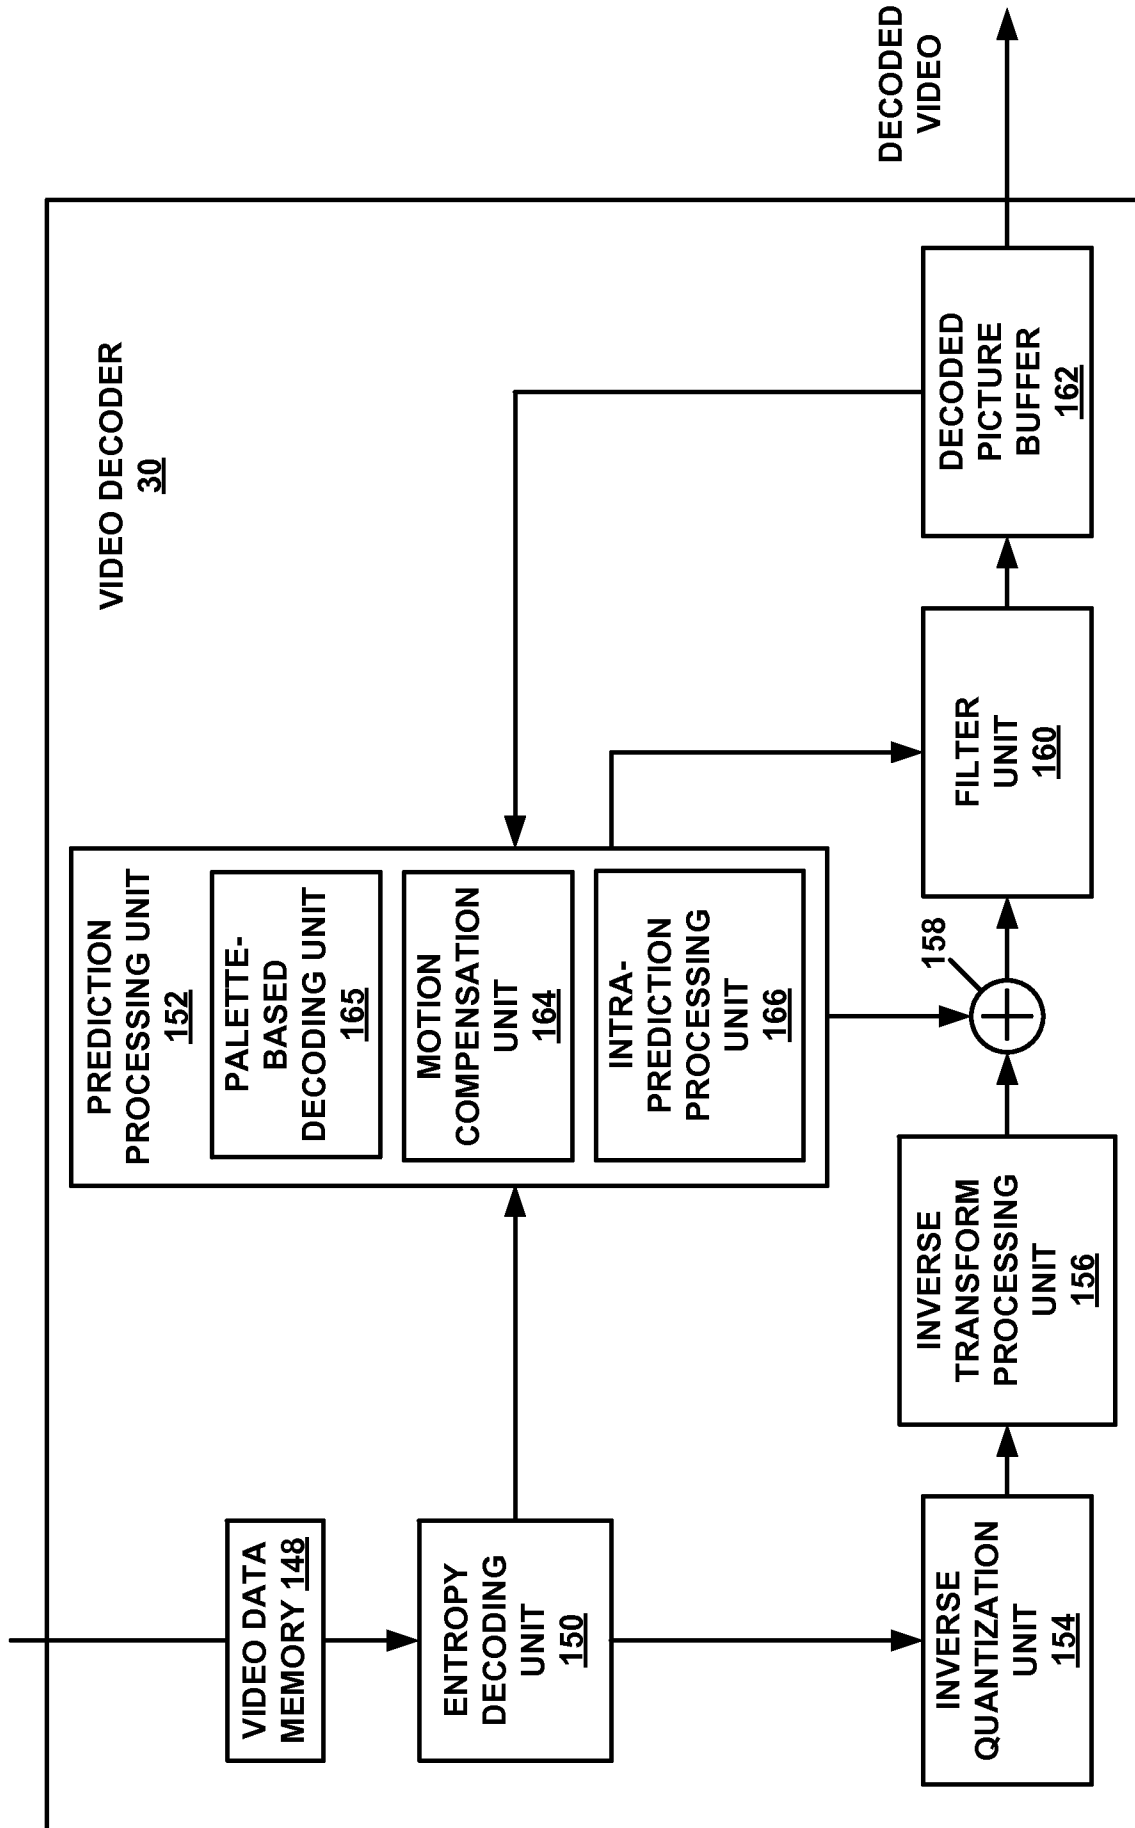 VIDEO DECODER
30
DECODED
VIDEO
VIDEO DATA
MEMORY 148
ENTROPY
DECODING
UNIT
150
PREDICTION
PROCESSING UNIT
152
PALETTE-
BASED
DECODING UNIT
165
MOTION
COMPENSATION
UNIT
164
INTRA-
PREDICTION
PROCESSING
UNIT
166
INVERSE
QUANTIZATION
UNIT
154
INVERSE
TRANSFORM
PROCESSING
UNIT
156
158
FILTER
UNIT
160
DECODED
PICTURE
BUFFER
162